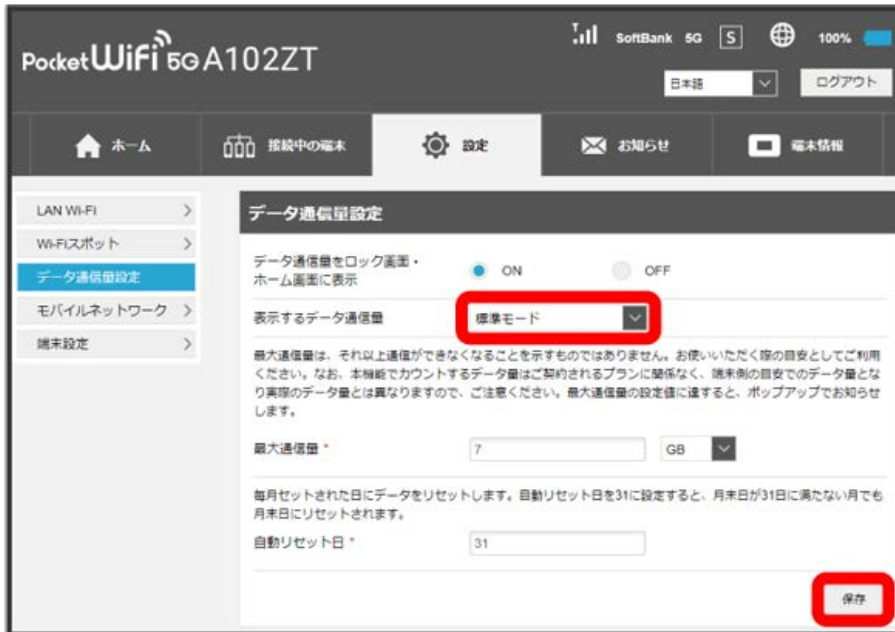 SoftBank 5G S 100%
PocketWiFi 5G A102ZT
日本語 ログアウト
ホーム 接続中の端末 設定 お知らせ 端末情報
LAN Wi-Fi
Wi-Fiスポット
データ通信量設定
モバイルネットワーク
端末設定
データ通信量設定
データ通信量をロック画面・
ホーム画面に表示
ON OFF
表示するデータ通信量 標準モード
最大通信量は、それ以上通信ができなくなることを示すものではありません。お使いいただく際の目安としてご利用
ください。なお、本機能でカウントするデータ量はご契約されるプランに関係なく、端末側の目安でのデータ量とな
り実際のデータ量とは異なりますので、ご注意ください。最大通信量の設定値に達すると、ポップアップでお知らせ
します。
最大通信量 * 7 GB
毎月セットされた日にデータをリセットします。自動リセット日を31に設定すると、月末日が31日に満たない月でも
月末日にリセットされます。
自動リセット日 * 31
保存